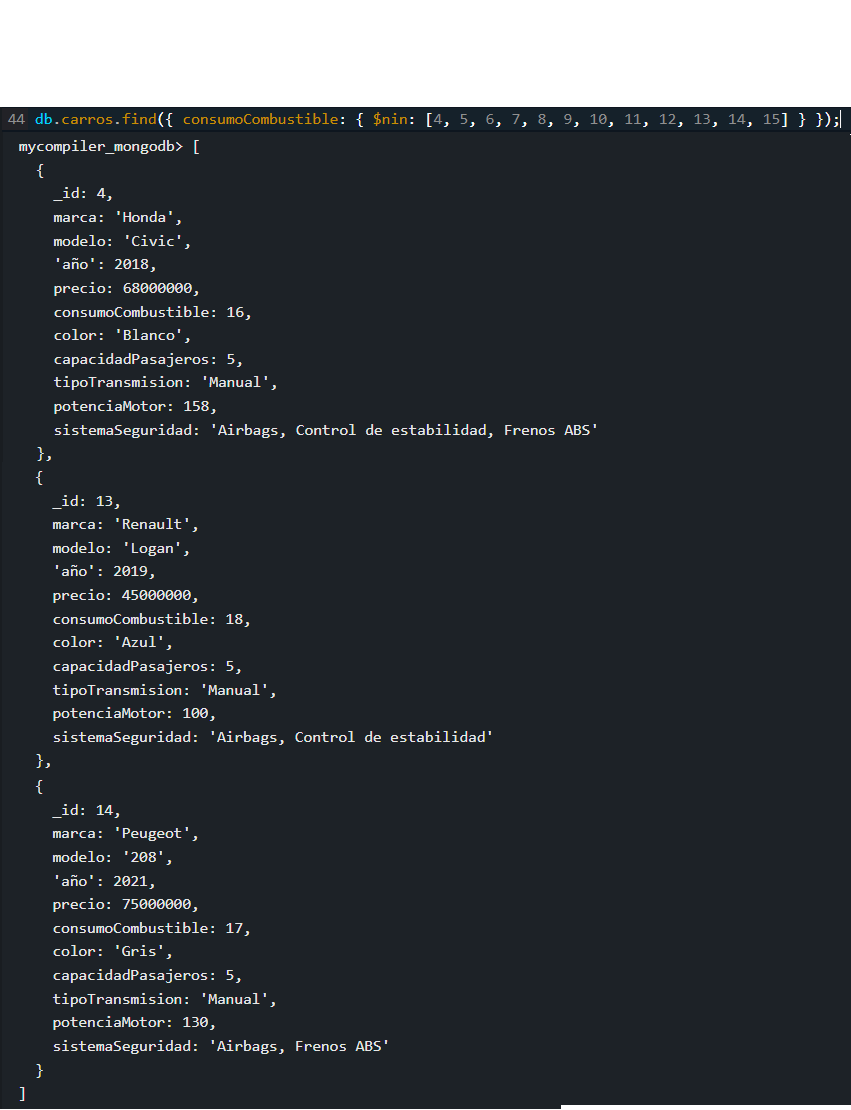 44 db.carros.find({ consumoCombustible: { $nin: [4, 5, 6, 7, 8, 9, 10, 11, 12, 13, 14, 15] } });
mycompiler_mongodb> [
  {
    _id: 4,
    marca: 'Honda',
    modelo: 'Civic',
    'año': 2018,
    precio: 68000000,
    consumoCombustible: 16,
    color: 'Blanco',
    capacidadPasajeros: 5,
    tipoTransmision: 'Manual',
    potenciaMotor: 158,
    sistemaSeguridad: 'Airbags, Control de estabilidad, Frenos ABS'
  },
  {
    _id: 13,
    marca: 'Renault',
    modelo: 'Logan',
    'año': 2019,
    precio: 45000000,
    consumoCombustible: 18,
    color: 'Azul',
    capacidadPasajeros: 5,
    tipoTransmision: 'Manual',
    potenciaMotor: 100,
    sistemaSeguridad: 'Airbags, Control de estabilidad'
  },
  {
    _id: 14,
    marca: 'Peugeot',
    modelo: '208',
    'año': 2021,
    precio: 75000000,
    consumoCombustible: 17,
    color: 'Gris',
    capacidadPasajeros: 5,
    tipoTransmision: 'Manual',
    potenciaMotor: 130,
    sistemaSeguridad: 'Airbags, Frenos ABS'
  }
]